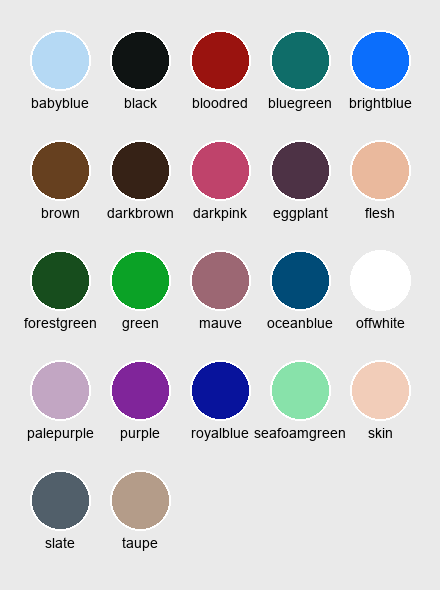 babyblue black bloodred bluegreen brightblue
brown darkbrown darkpink eggplant flesh
forestgreen green mauve oceanblue offwhite
palepurple purple royalblue seafoamgreen skin
slate taupe